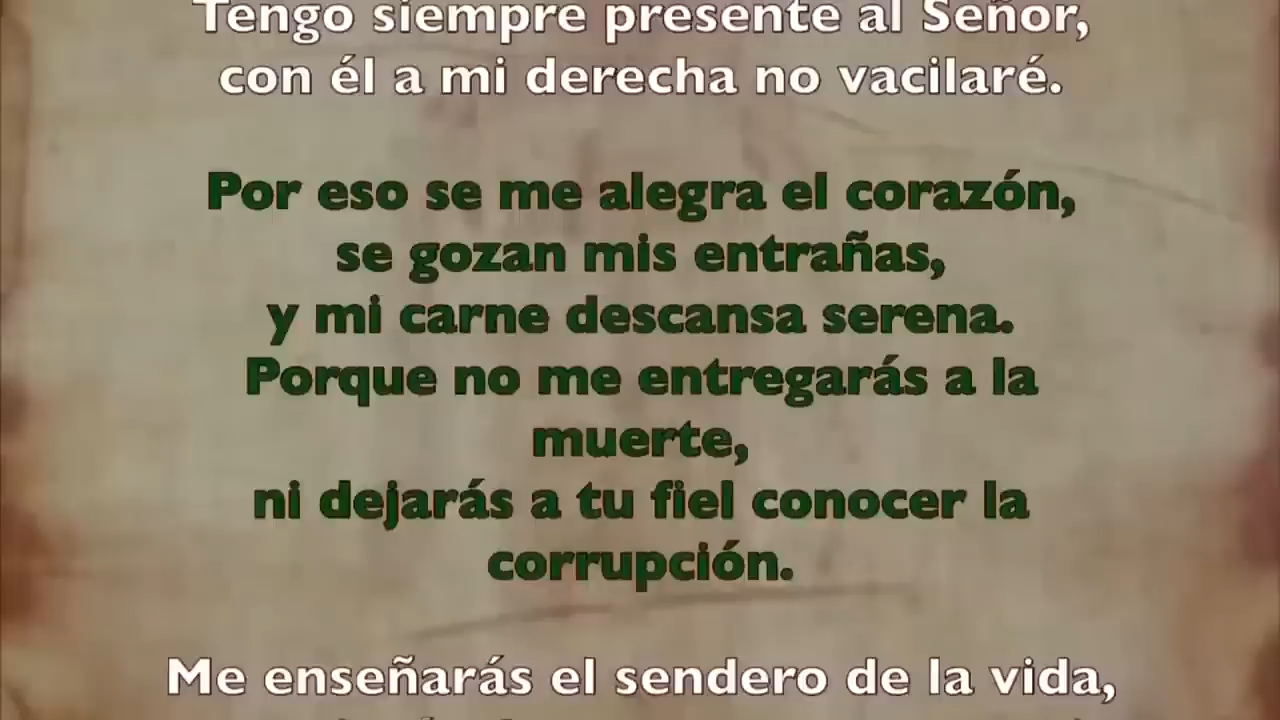 Tengo siempre presente al Señor,
con él a mi derecha no vacilaré.
Por eso se me alegra el corazón,
se gozan mis entrañas,
y mi carne descansa serena.
Porque no me entregarás a la
muerte,
ni dejarás a tu fiel conocer la
corrupción.
Me enseñarás el sendero de la vida,